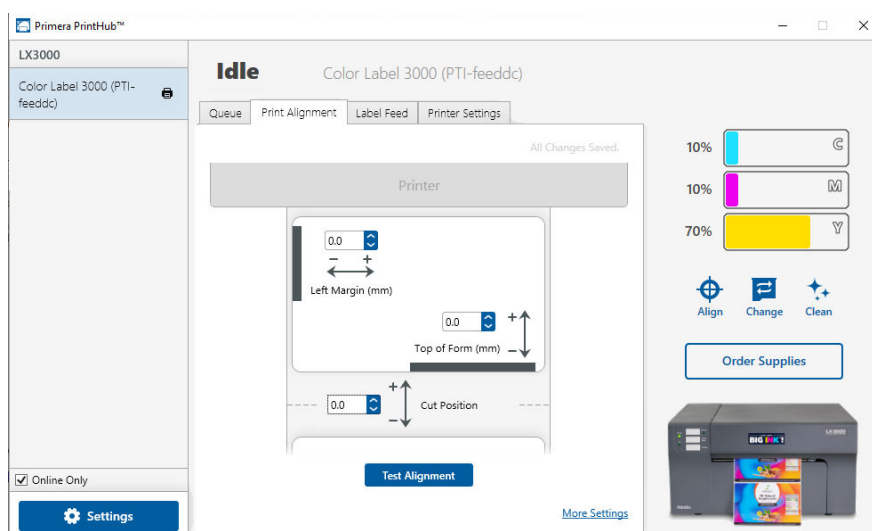 Primera PrintHub™
LX3000
Color Label 3000 (PTI-
feeddc)
Online Only
Settings
Idle
Color Label 3000 (PTI-feeddc)
Queue
Print Alignment
Label Feed
Printer Settings
All Changes Saved.
Printer
0.0
− +
Left Margin (mm)
0.0
+
Top of Form (mm)
−
+
0.0
Cut Position
−
Test Alignment
More Settings
10%
C
10%
M
70%
Y
Align
Change
Clean
Order Supplies
BIG INK!
LX3000